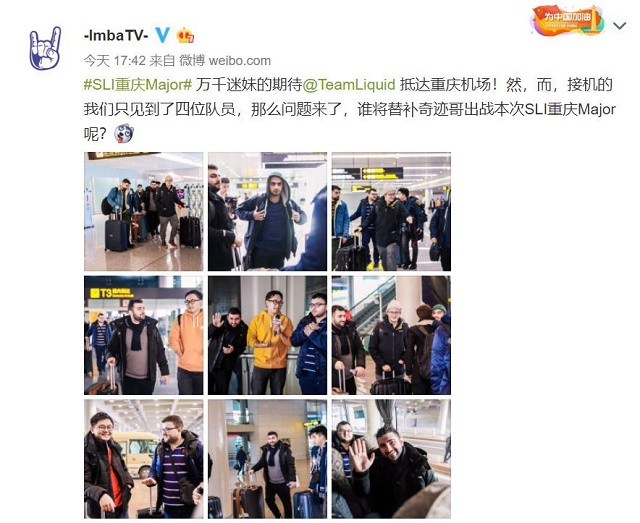 为中国加油
-ImbaTV-
今天 17:42 来自 微博 weibo.com
#SLI重庆Major# 万千迷妹的期待@TeamLiquid 抵达重庆机场！然，而，接机的
我们只见到了四位队员，那么问题来了，谁将替补奇迹哥出战本次SLI重庆Major
呢？
T3